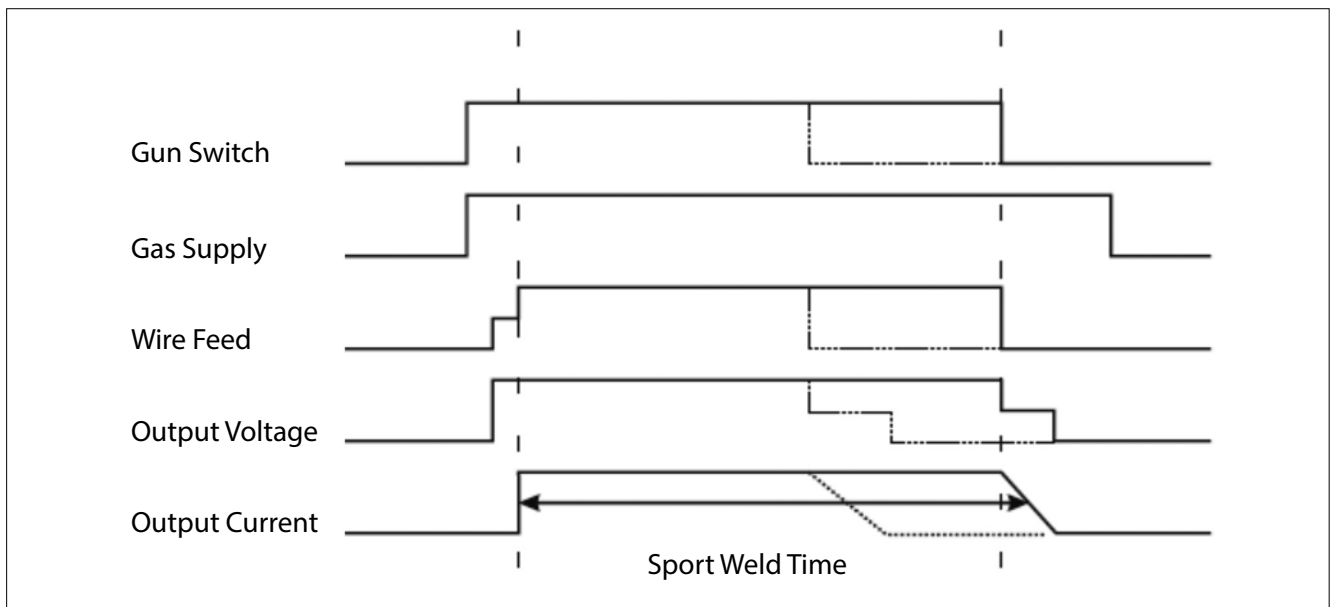 Gun Switch
Gas Supply
Wire Feed
Output Voltage
Output Current
Sport Weld Time